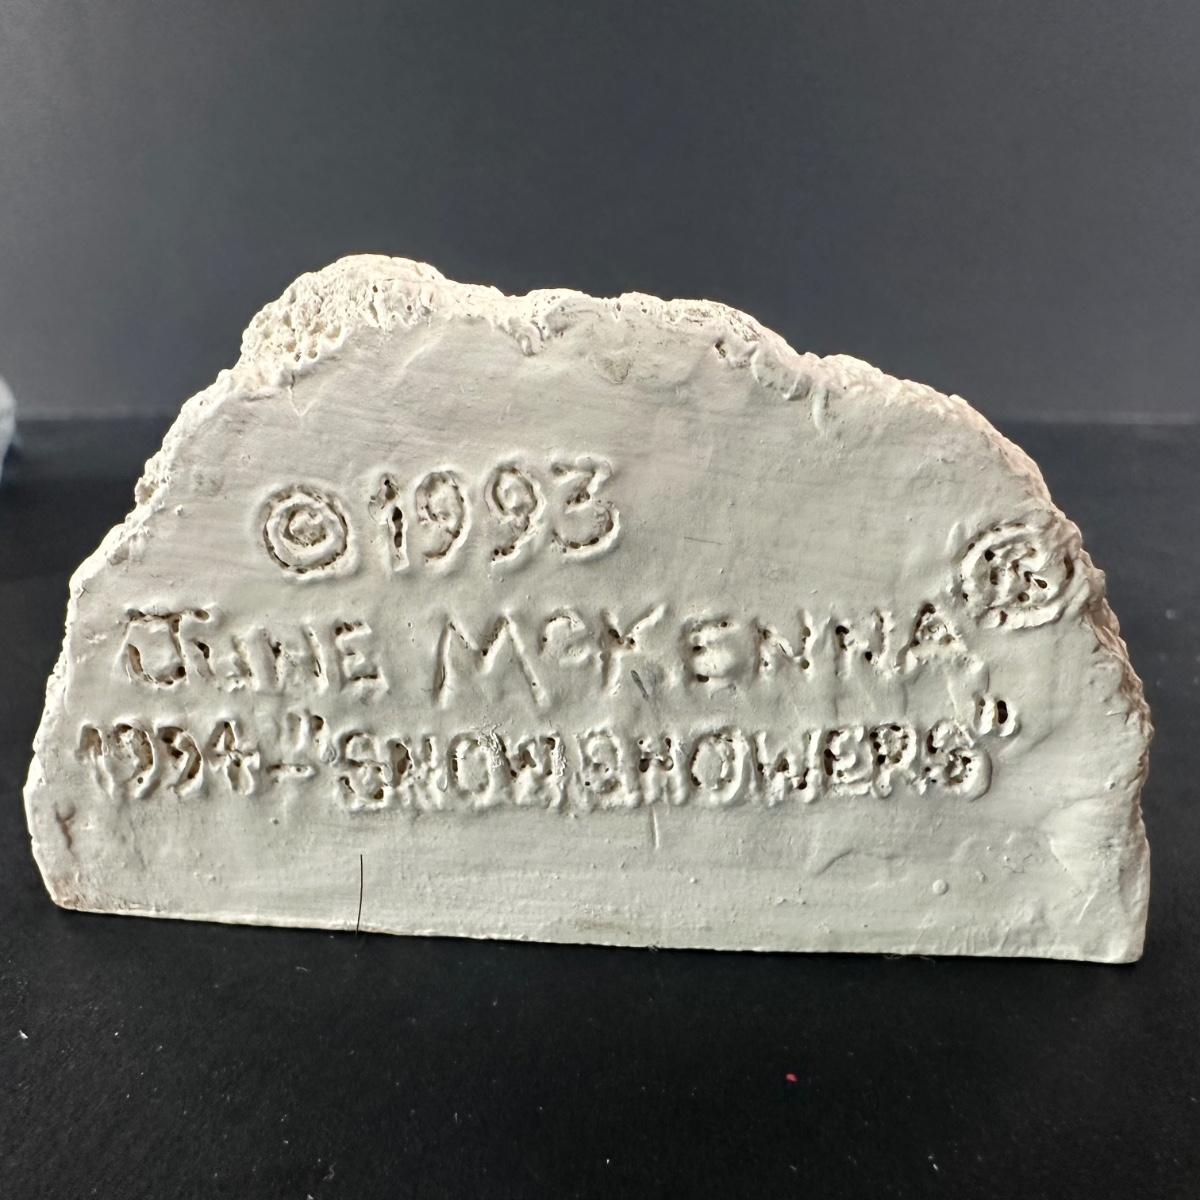 © 1993
JUNE McKENNA ®
1994-"SNOWSHOWERS"